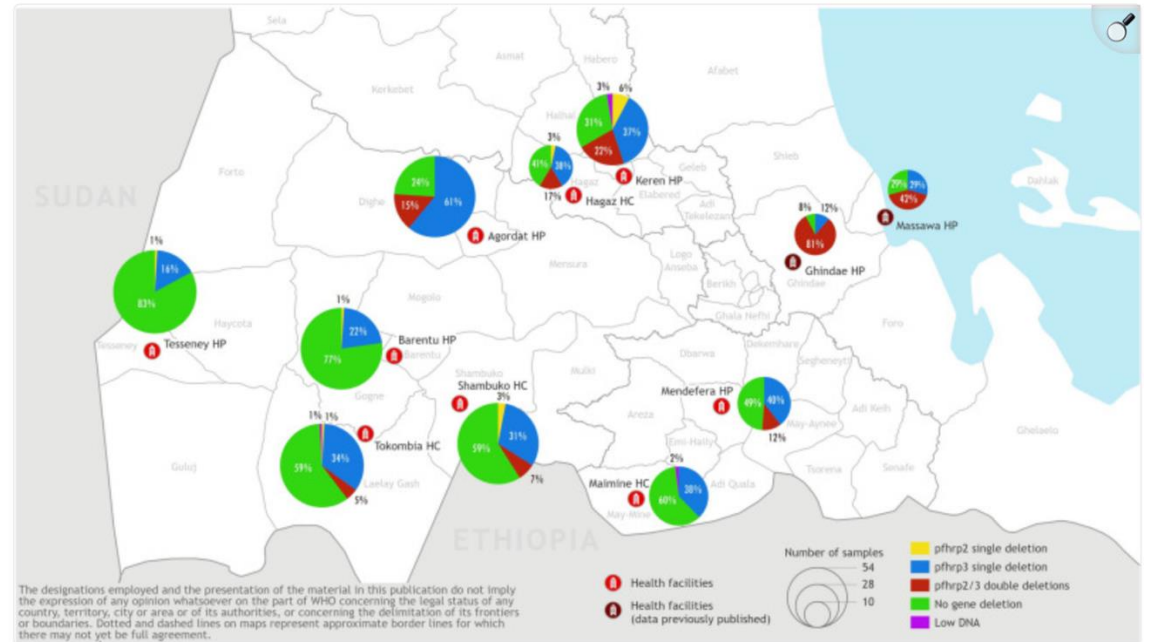 Sela
Asmat
Habero
Afabet
Kerkebet
3% 6%
Halhal
31%
37%
22%
3%
41% 38%
Hagaz
17%
Keren HP
Hagaz HC
Geleb
Elabered
Adi
Tekelezan
Shieb
Dahlak
SUDAN
Forto
Dighe
24%
15%
61%
Agordat HP
29% 29%
42%
Massawa HP
8% 12%
81%
Ghindae HP
Ghindae
1%
16%
83%
Tesseney
Tesseney HP
Haycota
Mensura
Logo
Anseba
Berikh
Ghala Nefhi
Mogolo
1%
22%
77%
Barentu HP
Barentu
Foro
Dbarwa
Dekemhare
Segheneyti
Shambuko
Shambuko HC
3%
31%
59%
7%
Mulki
Gogne
Mendefera HP
49% 40%
12%
Areza
Adi Keih
May-Aynee
Emi-Haily
1% 1%
34%
59%
5%
Tokombia HC
Laelay Gash
Guluj
Ghelaelo
Tsorena
Senafe
2%
Maimine HC
38%
60%
Adi Quala
May-Mine
ETHIOPIA
The designations employed and the presentation of the material in this publication do not imply
the expression of any opinion whatsoever on the part of WHO concerning the legal status of any
country, territory, city or area or of its authorities, or concerning the delimitation of its frontiers
or boundaries. Dotted and dashed lines on maps represent approximate border lines for which
there may not yet be full agreement.
Health facilities
Health facilities
(data previously published)
Number of samples
54
28
10
pfhrp2 single deletion
pfhrp3 single deletion
pfhrp2/3 double deletions
No gene deletion
Low DNA